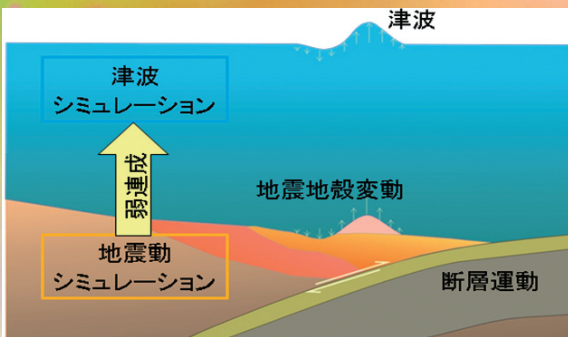 津波
津波
シミュレーション
弱連成
地震地殻変動
地震動
シミュレーション
断層運動